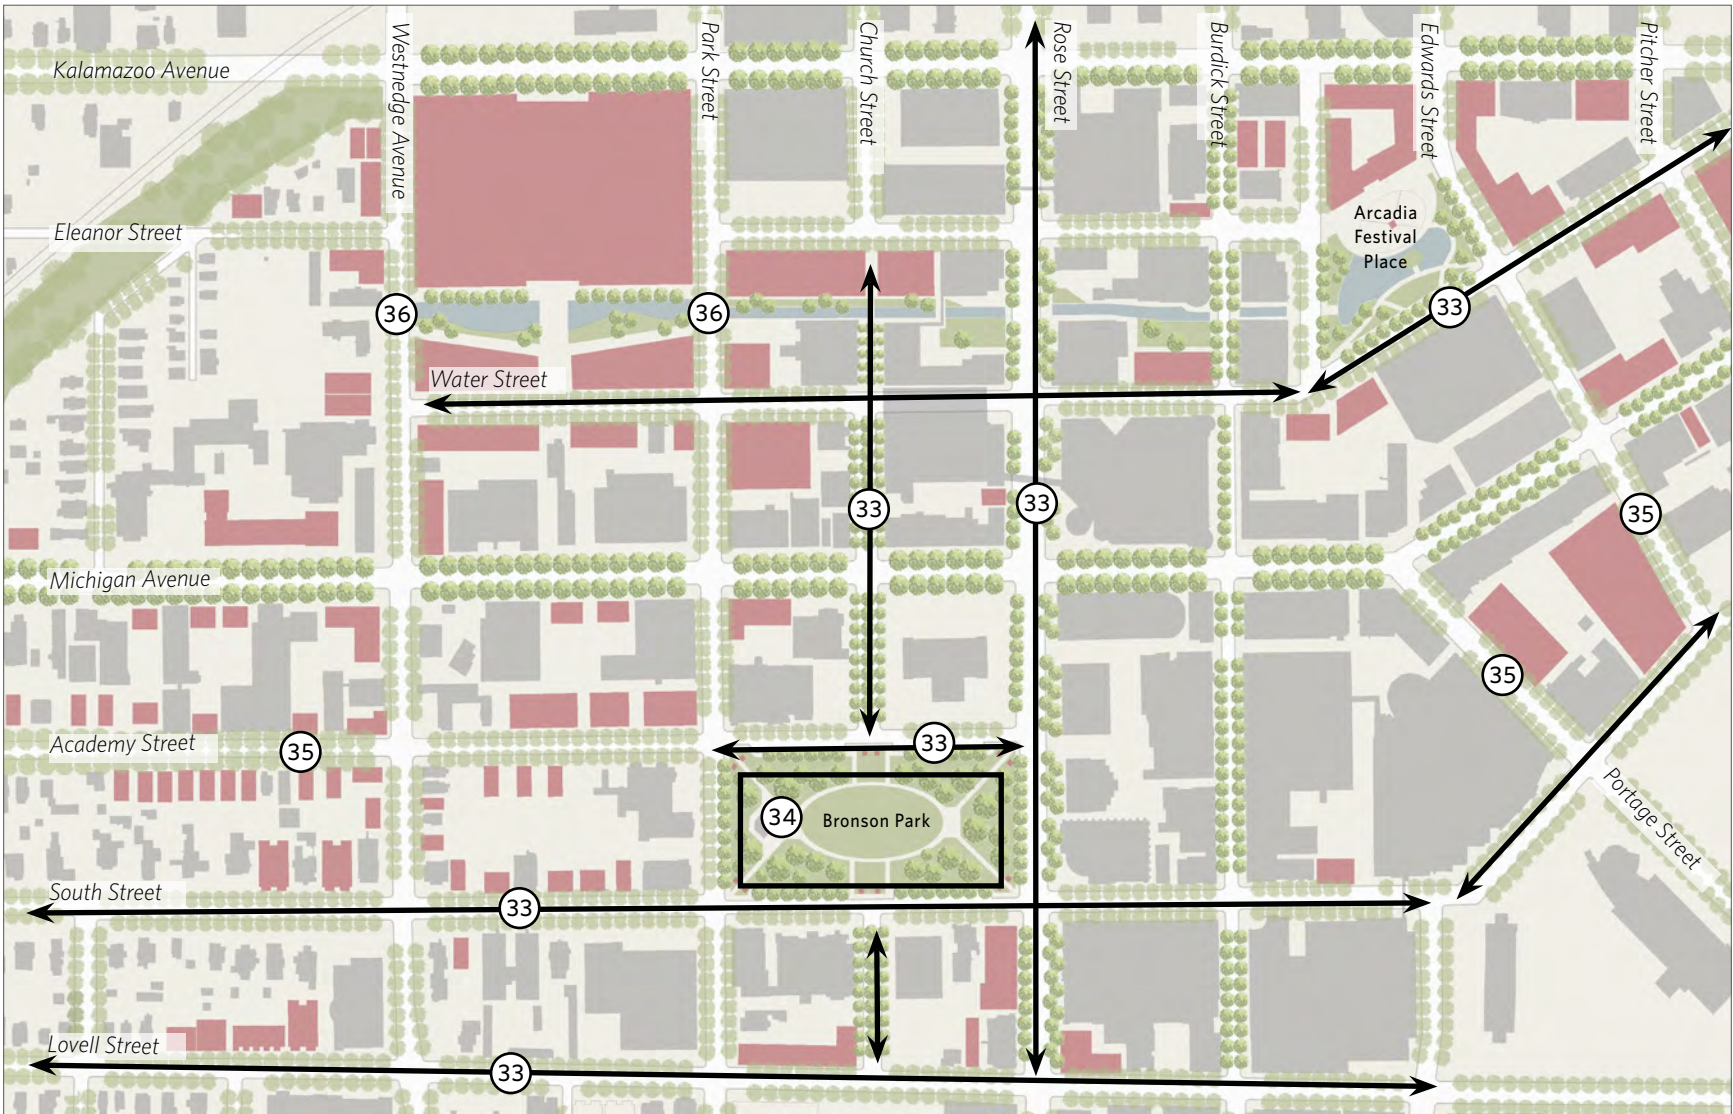 Kalamazoo Avenue
Westnedge Avenue
Park Street
Church Street
Rose Street
Burdick Street
Edwards Street
Pitcher Street
Eleanor Street
Arcadia
Festival
Place
36
36
33
Water Street
33
33
35
Michigan Avenue
35
Academy Street
35
33
34
Bronson Park
Portage Street
South Street
33
Lovell Street
33